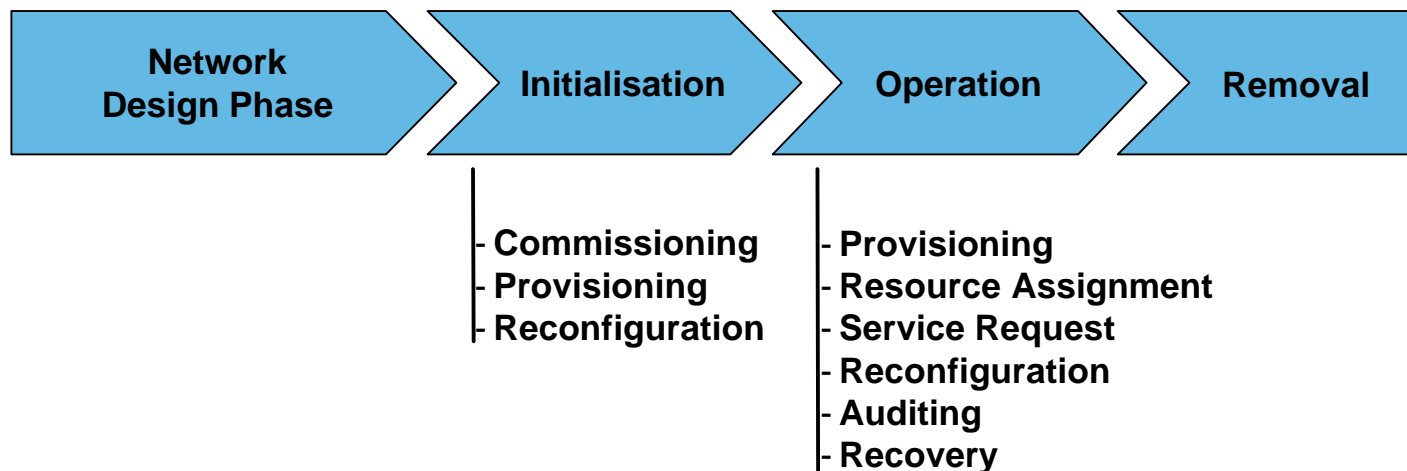 Network
Design Phase
Initialisation
Operation
Removal
- Commissioning
- Provisioning
- Reconfiguration
- Provisioning
- Resource Assignment
- Service Request
- Reconfiguration
- Auditing
- Recovery